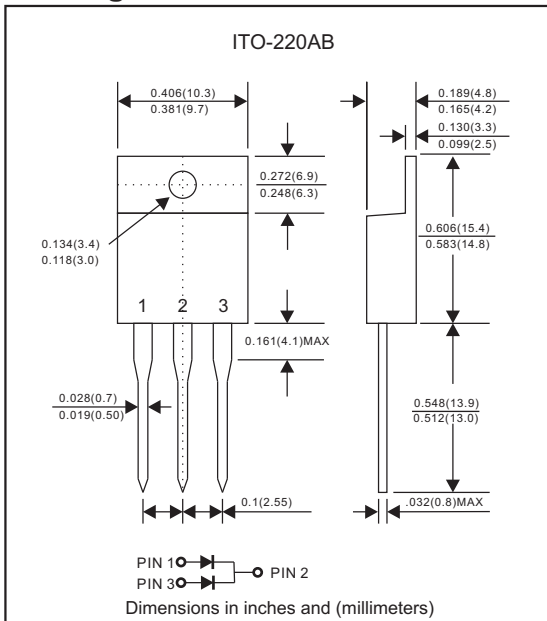 ITO-220AB
0.406(10.3)
0.381(9.7)
0.189(4.8)
0.165(4.2)
0.130(3.3)
0.099(2.5)
0.272(6.9)
0.248(6.3)
0.134(3.4)
0.118(3.0)
0.606(15.4)
0.583(14.8)
1 2 3
0.161(4.1)MAX
0.028(0.7)
0.019(0.50)
0.548(13.9)
0.512(13.0)
0.1(2.55)
.032(0.8)MAX
PIN 1
PIN 2
PIN 3
Dimensions in inches and (millimeters)